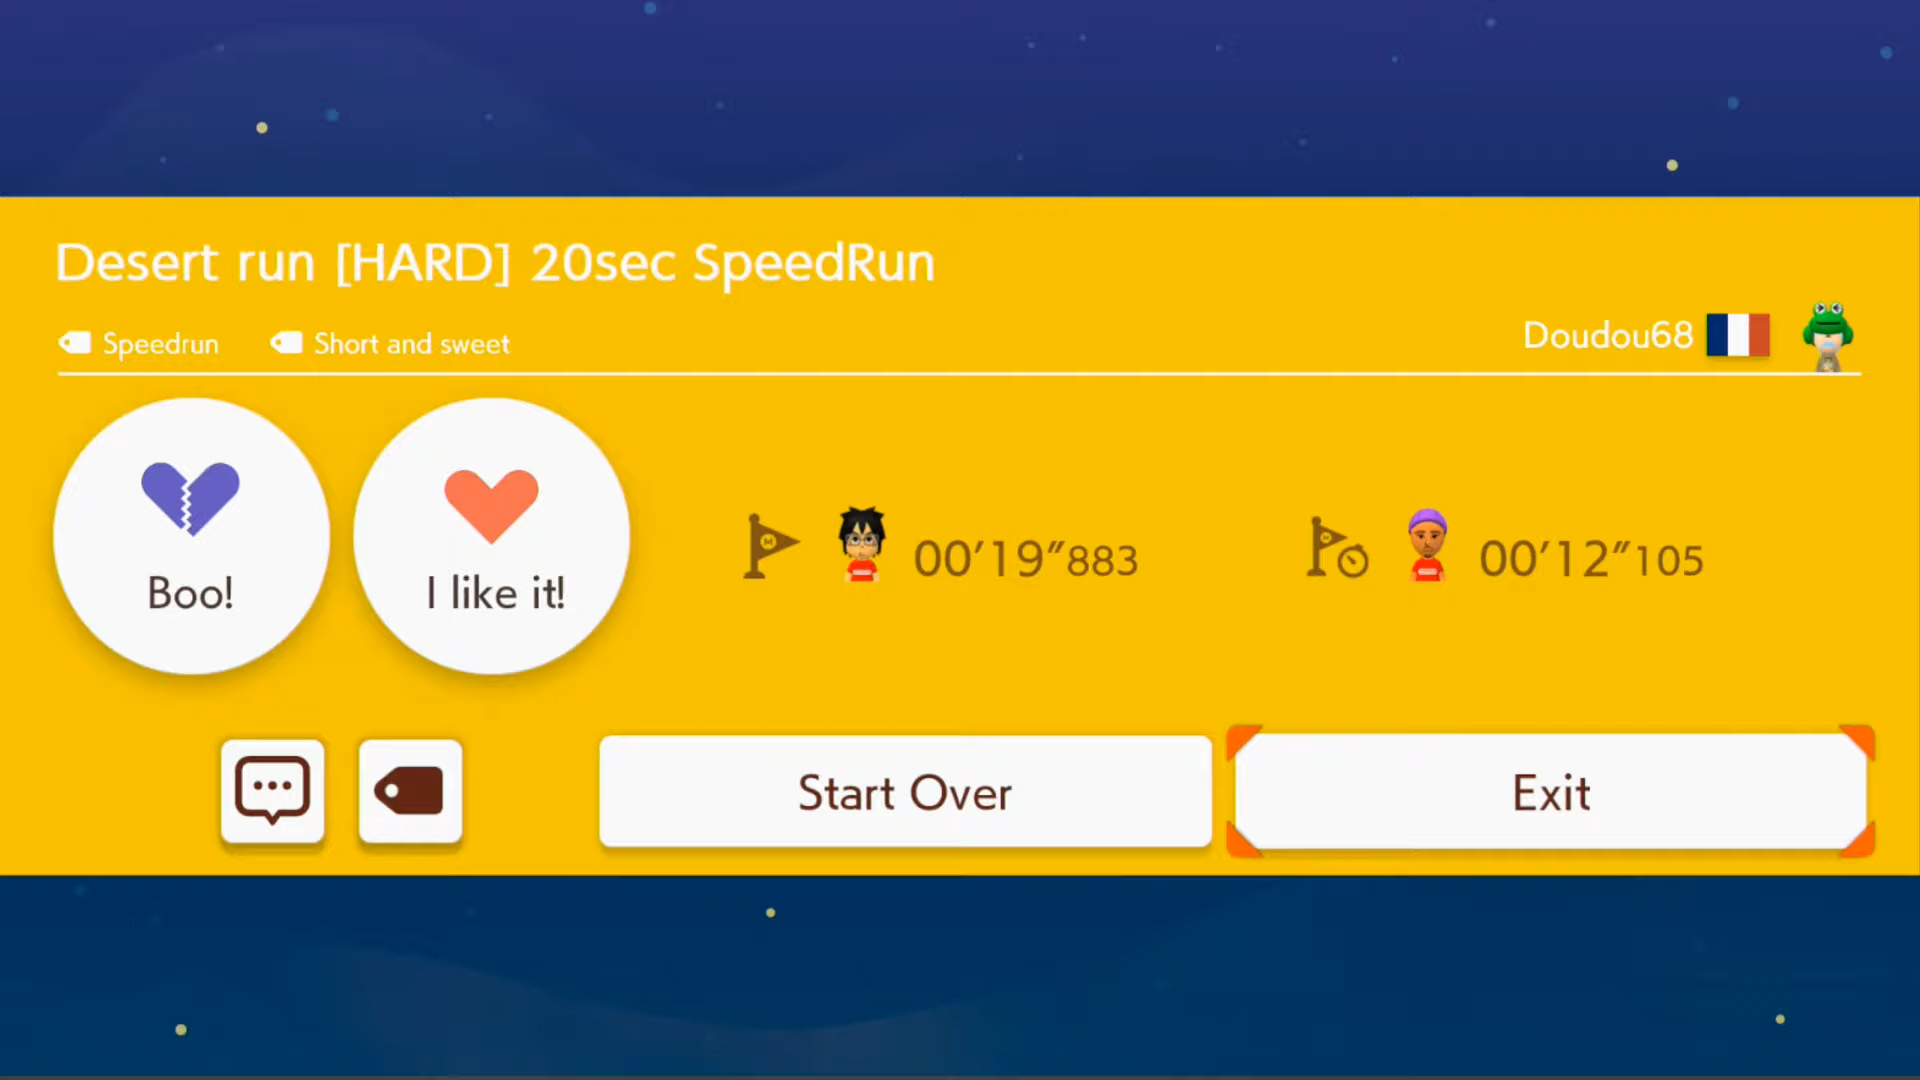 Desert run [HARD] 20sec SpeedRun
Speedrun Short and sweet
Doudou68
00'19"883
00'12"105
Boo!
I like it!
Start Over
Exit